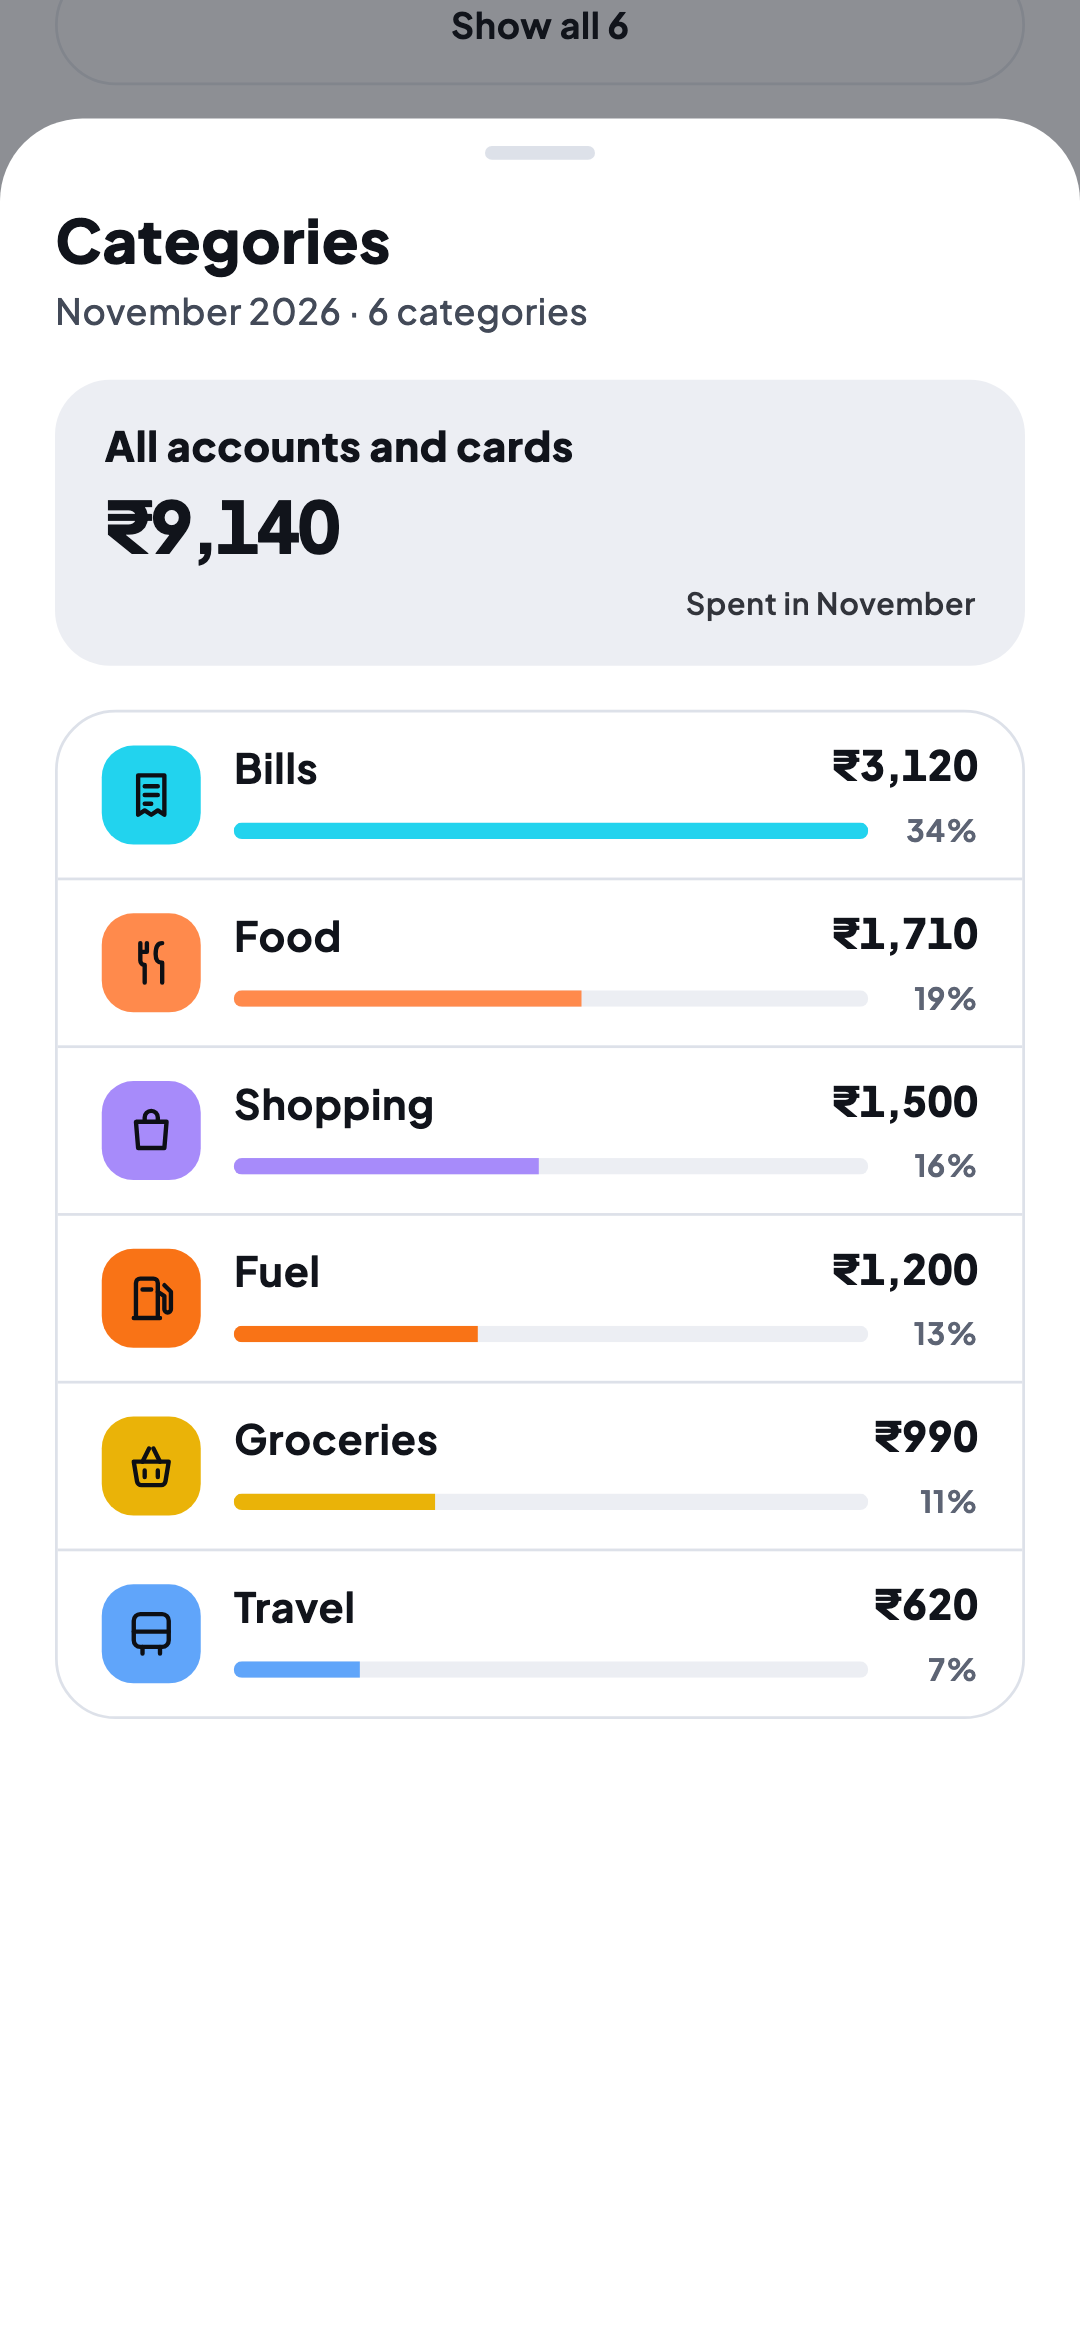 Show all 6
Categories
November 2026 · 6 categories
All accounts and cards
₹9,140
Spent in November
Bills
₹3,120
34%
Food
₹1,710
19%
Shopping
₹1,500
16%
Fuel
₹1,200
13%
Groceries
₹990
11%
Travel
₹620
7%